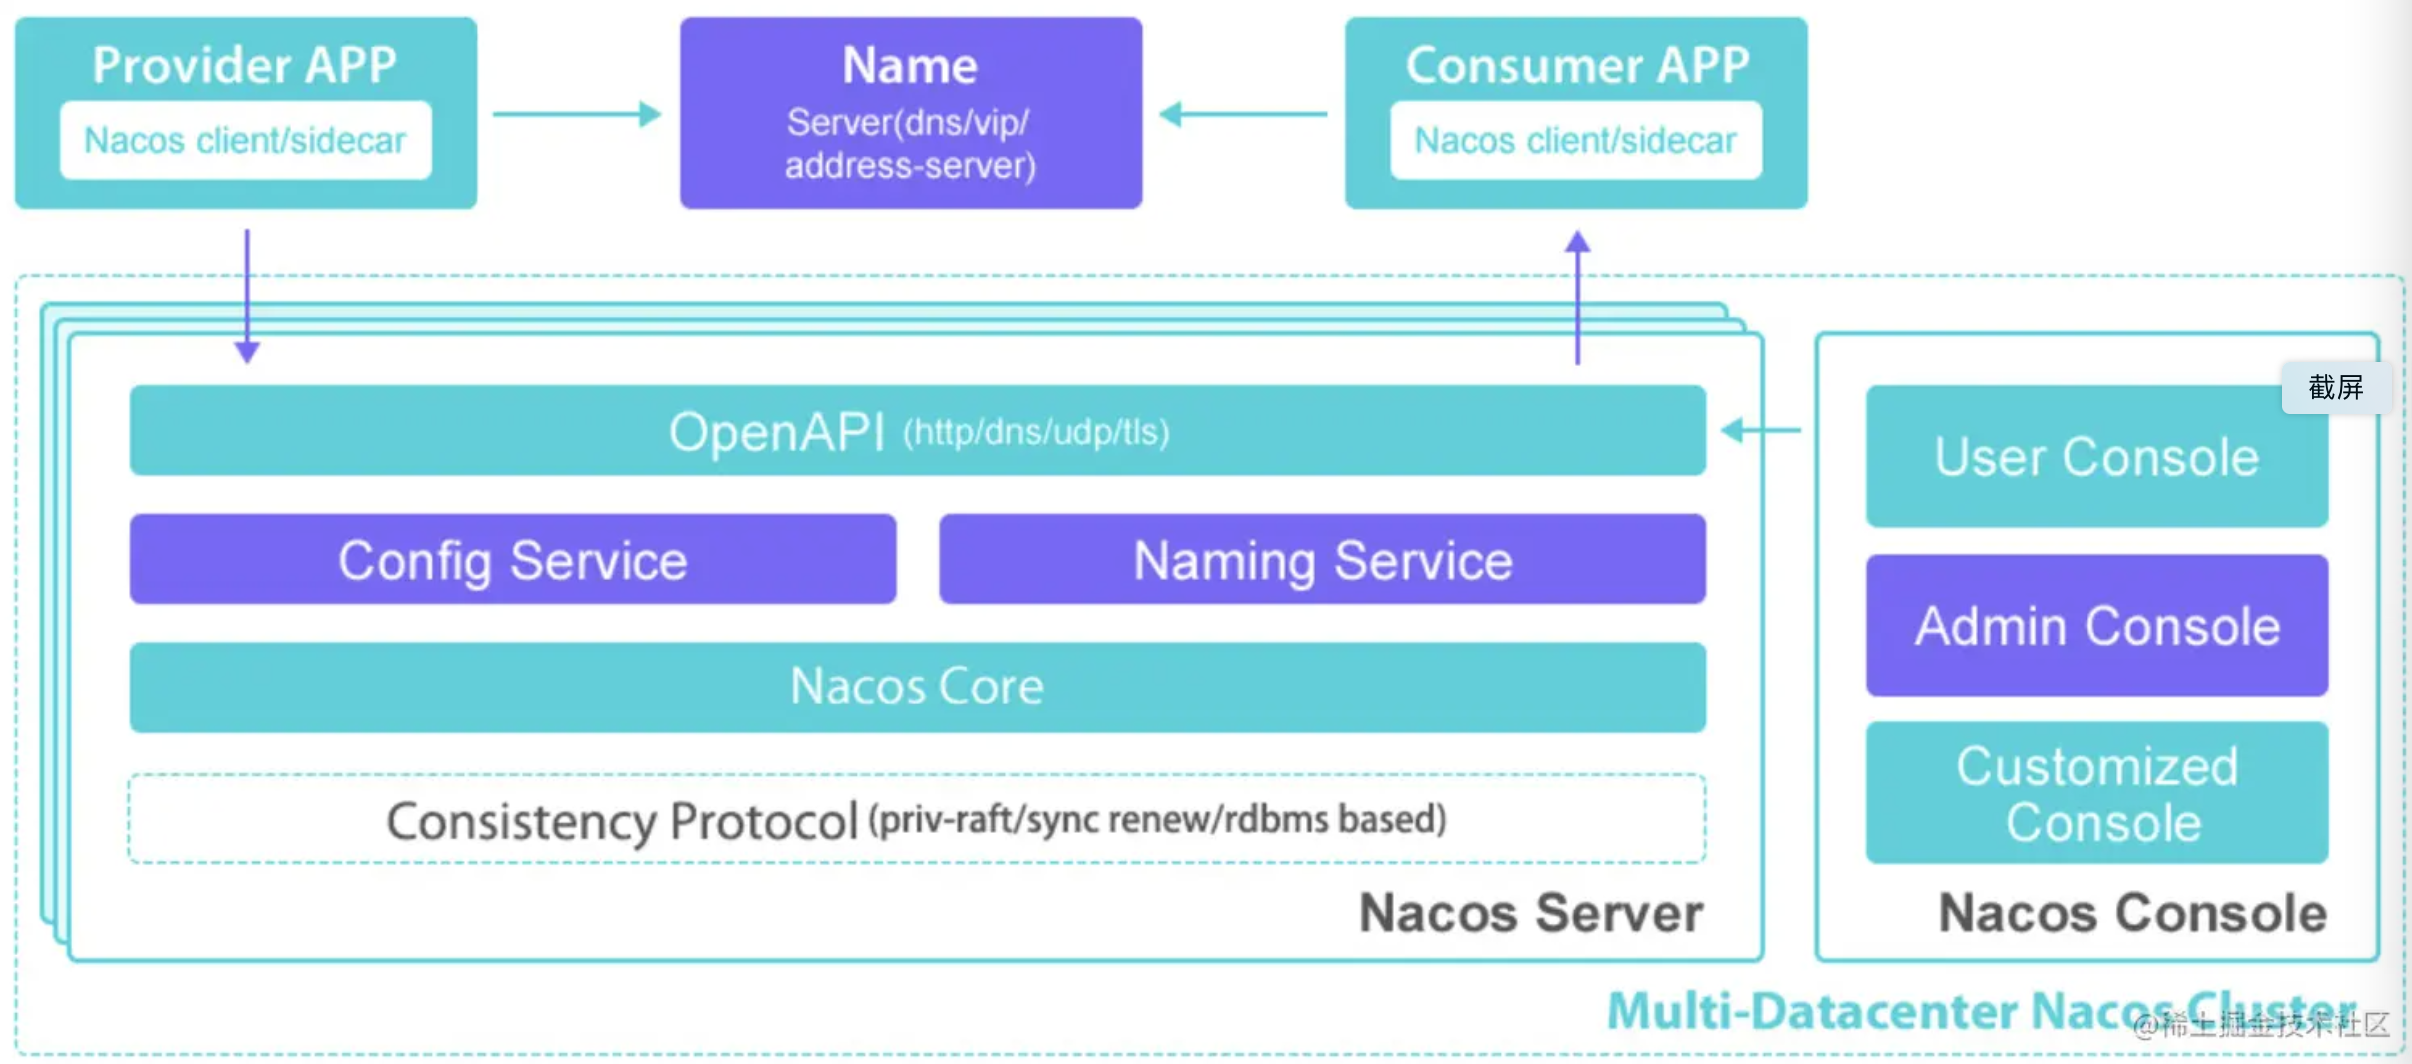 Provider APP
Nacos client/sidecar
Name
Server(dns/vip/
address-server)
Consumer APP
Nacos client/sidecar
OpenAPI (http/dns/udp/tls)
Config Service
Naming Service
Nacos Core
Consistency Protocol (priv-raft/sync renew/rdbms based)
Nacos Server
截屏
User Console
Admin Console
Customized
Console
Nacos Console
Multi-Datacenter Nacos Cluster
@稀土掘金技术社区